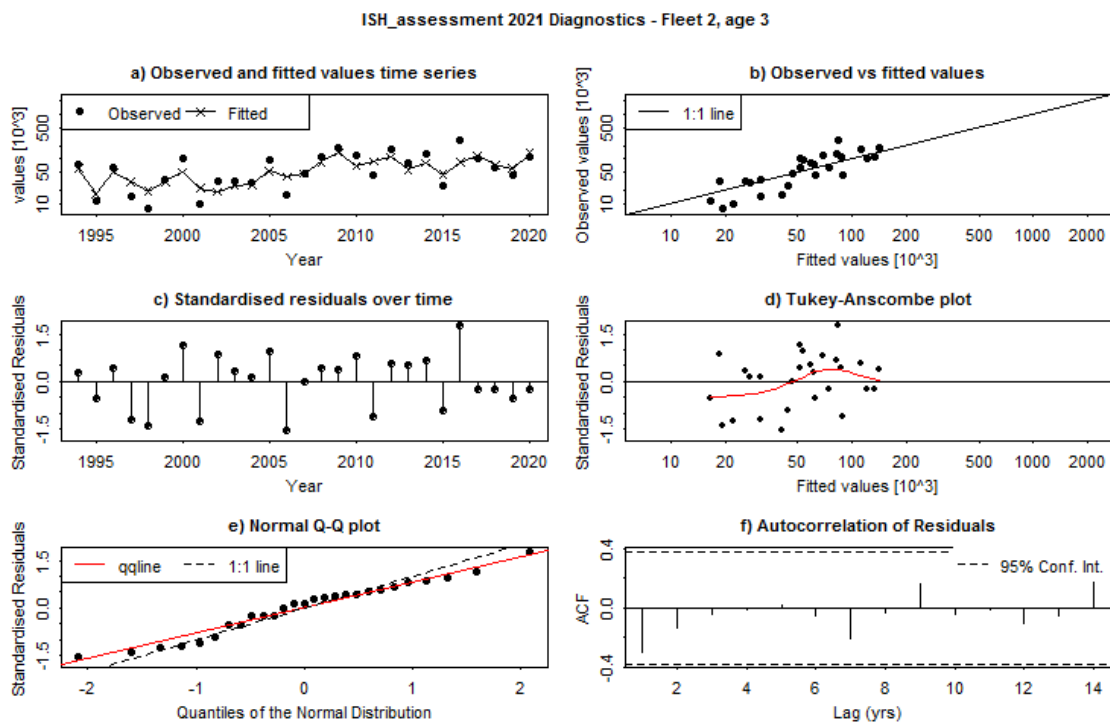 ISH_assessment 2021 Diagnostics - Fleet 2, age 3
a) Observed and fitted values time series
values [10^3]
500
50
10
Observed
Fitted
1995 2000 2005 2010 2015 2020
Year
b) Observed vs fitted values
Observed values [10^3]
500
50
10
1:1 line
10 20 50 100 200 500 1000 2000
Fitted values [10^3]
c) Standardised residuals over time
Standardised Residuals
1.5
0.0
-1.5
1995 2000 2005 2010 2015 2020
Year
d) Tukey-Anscombe plot
Standardised Residuals
1.5
0.0
-1.5
10 20 50 100 200 500 1000 2000
Fitted values [10^3]
e) Normal Q-Q plot
Standardised Residuals
1.5
0.0
-1.5
qqline
1:1 line
-2 -1 0 1 2
Quantiles of the Normal Distribution
f) Autocorrelation of Residuals
ACF
0.4
0.0
-0.4
95% Conf. Int.
2 4 6 8 10 12 14
Lag (yrs)